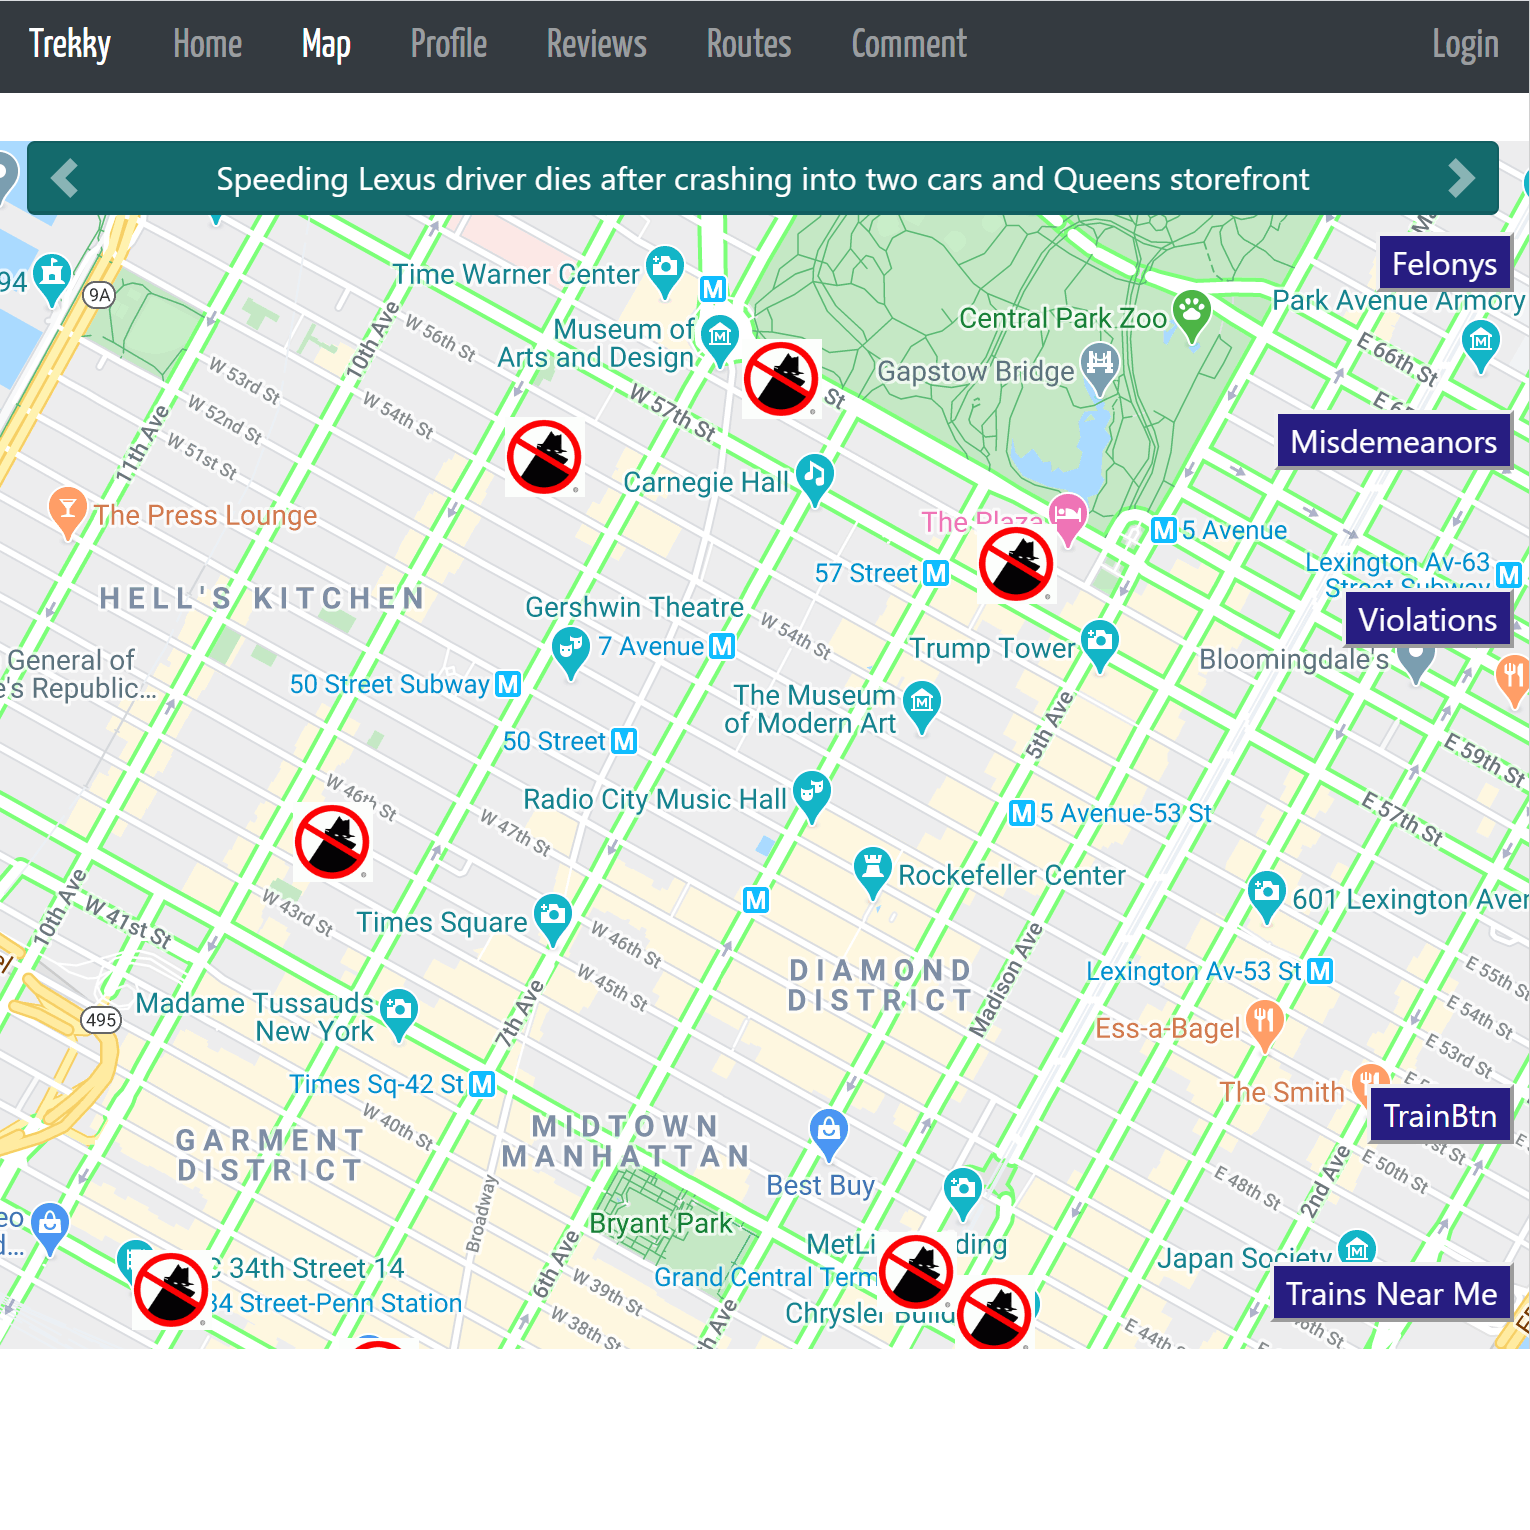 Trekky Home Map Profile Reviews Routes Comment Login
Speeding Lexus driver dies after crashing into two cars and Queens storefront
Felonys
94
9A
Time Warner Center
M
Museum of
Arts and Design
Central Park Zoo
Park Avenue Armory
Gapstow Bridge
E 66th St
W 56th St
10th Ave
W 53rd St
W 52nd St
W 51st St
W 54th St
11th Ave
W 57th St
St
Misdemeanors
Carnegie Hall
The Press Lounge
The Plaza
M 5 Avenue
57 Street M
Lexington Av-63
Street Subway
M
HELL'S KITCHEN
Gershwin Theatre
7 Avenue M
W 54th St
Violations
Trump Tower
Bloomingdale's
General of
e's Republic...
50 Street Subway M
The Museum
of Modern Art
5th Ave
50 Street M
E 59th St
W 46th St
Radio City Music Hall
M 5 Avenue-53 St
E 57th St
W 47th St
Rockefeller Center
M
601 Lexington Aven
10th Ave
W 41st St
W 43rd St
Times Square
W 46th St
W 45th St
DIAMOND
DISTRICT
Madison Ave
Lexington Av-53 St M
E 55th St
E 54th St
E 53rd St
495
Madame Tussauds
New York
7th Ave
Ess-a-Bagel
Times Sq-42 St M
The Smith
TrainBtn
W 40th St
GARMENT
DISTRICT
MIDTOWN
MANHATTAN
Best Buy
E 50th St
E 48th St
2nd Ave
Broadway
Bryant Park
6th Ave
MetLi ding
Japan Society
C 34th Street 14
Grand Central Term
34 Street-Penn Station
Chrysler Build
Trains Near Me
W 39th St
W 38th St
E 44th St